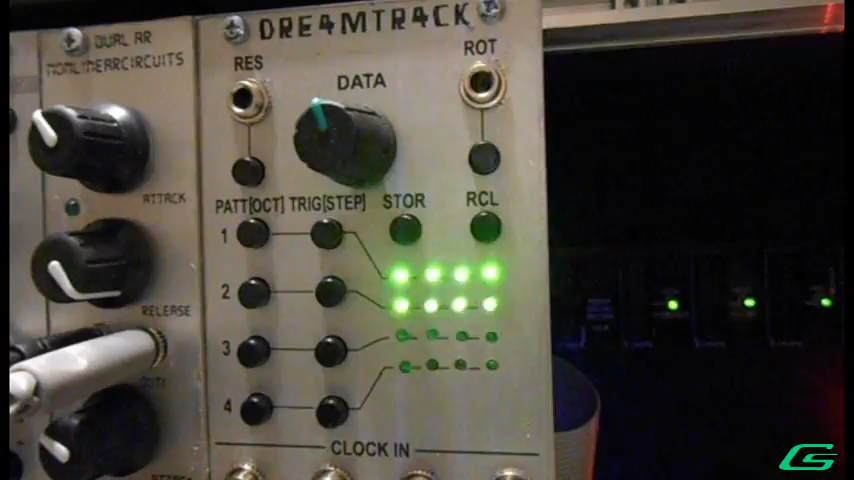 DRE4MTR4CK
DUAL AR
NONLINEARCIRCUITS
RES
ROT
DATA
ATTACK
PATT[OCT] TRIG[STEP] STOR RCL
1
2
RELEASE
3
4
CLOCK IN
GS